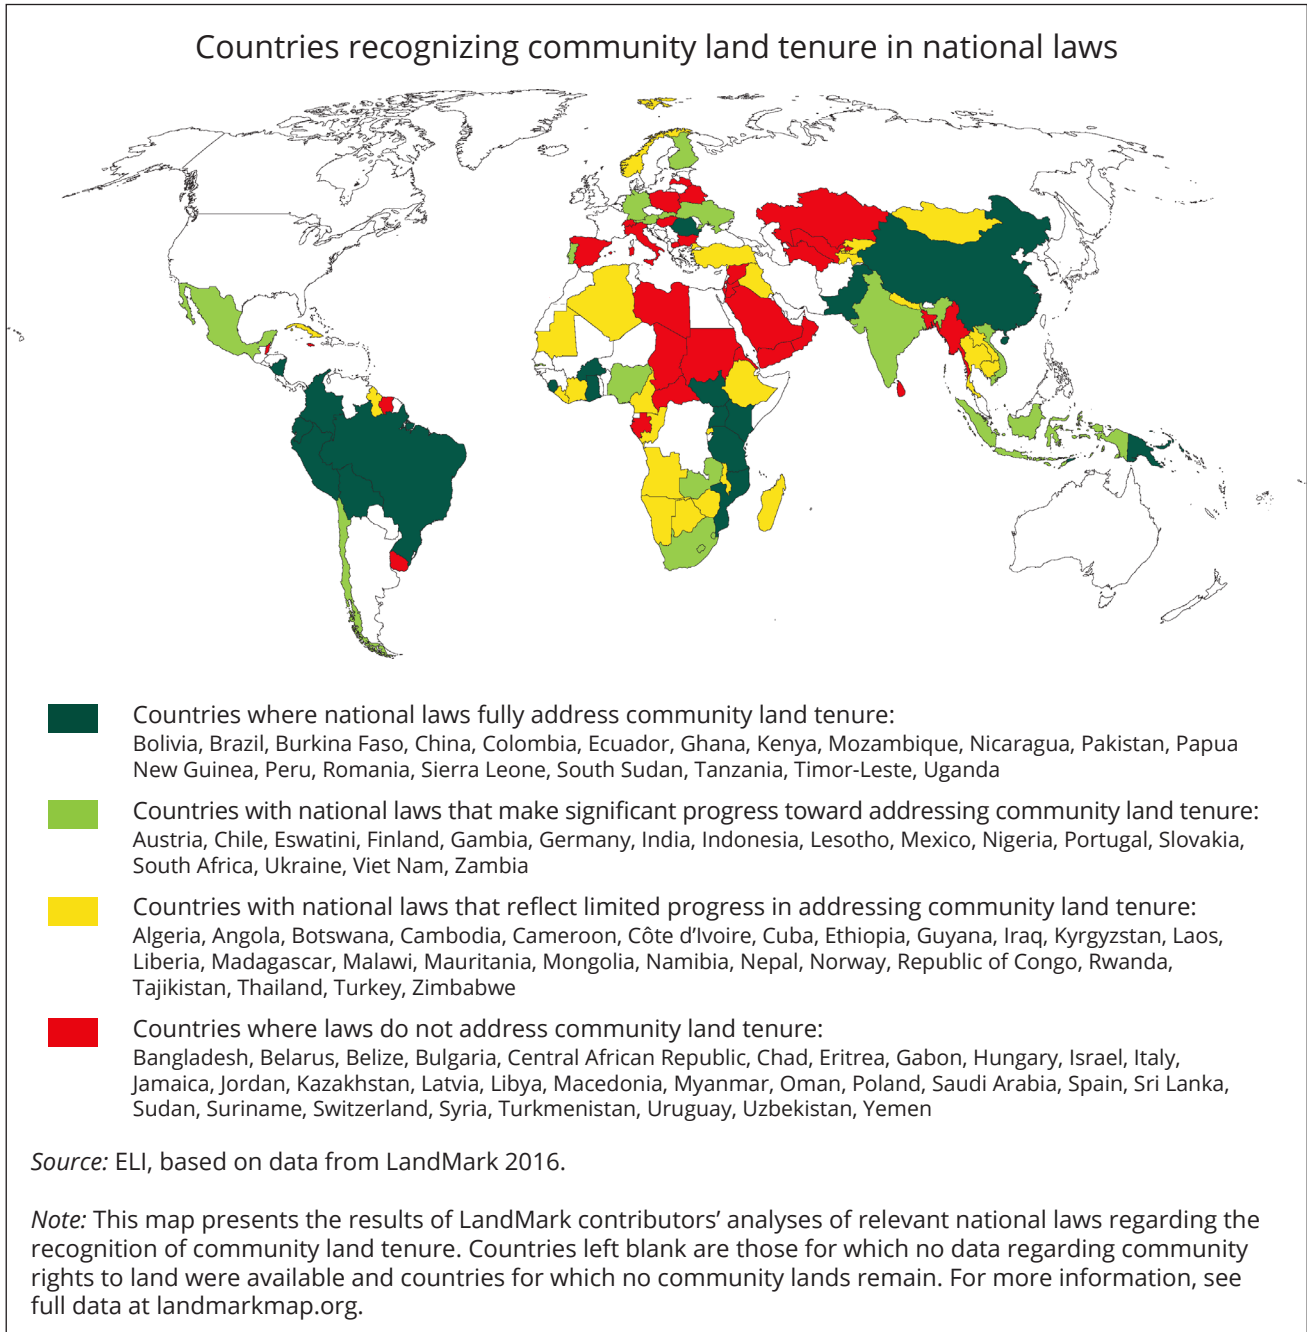 Countries recognizing community land tenure in national laws
Countries where national laws fully address community land tenure:
Bolivia, Brazil, Burkina Faso, China, Colombia, Ecuador, Ghana, Kenya, Mozambique, Nicaragua, Pakistan, Papua
New Guinea, Peru, Romania, Sierra Leone, South Sudan, Tanzania, Timor-Leste, Uganda
Countries with national laws that make significant progress toward addressing community land tenure:
Austria, Chile, Eswatini, Finland, Gambia, Germany, India, Indonesia, Lesotho, Mexico, Nigeria, Portugal, Slovakia,
South Africa, Ukraine, Viet Nam, Zambia
Countries with national laws that reflect limited progress in addressing community land tenure:
Algeria, Angola, Botswana, Cambodia, Cameroon, Côte d’Ivoire, Cuba, Ethiopia, Guyana, Iraq, Kyrgyzstan, Laos,
Liberia, Madagascar, Malawi, Mauritania, Mongolia, Namibia, Nepal, Norway, Republic of Congo, Rwanda,
Tajikistan, Thailand, Turkey, Zimbabwe
Countries where laws do not address community land tenure:
Bangladesh, Belarus, Belize, Bulgaria, Central African Republic, Chad, Eritrea, Gabon, Hungary, Israel, Italy,
Jamaica, Jordan, Kazakhstan, Latvia, Libya, Macedonia, Myanmar, Oman, Poland, Saudi Arabia, Spain, Sri Lanka,
Sudan, Suriname, Switzerland, Syria, Turkmenistan, Uruguay, Uzbekistan, Yemen
Source: ELI, based on data from LandMark 2016.
Note: This map presents the results of LandMark contributors’ analyses of relevant national laws regarding the
recognition of community land tenure. Countries left blank are those for which no data regarding community
rights to land were available and countries for which no community lands remain. For more information, see
full data at landmarkmap.org.